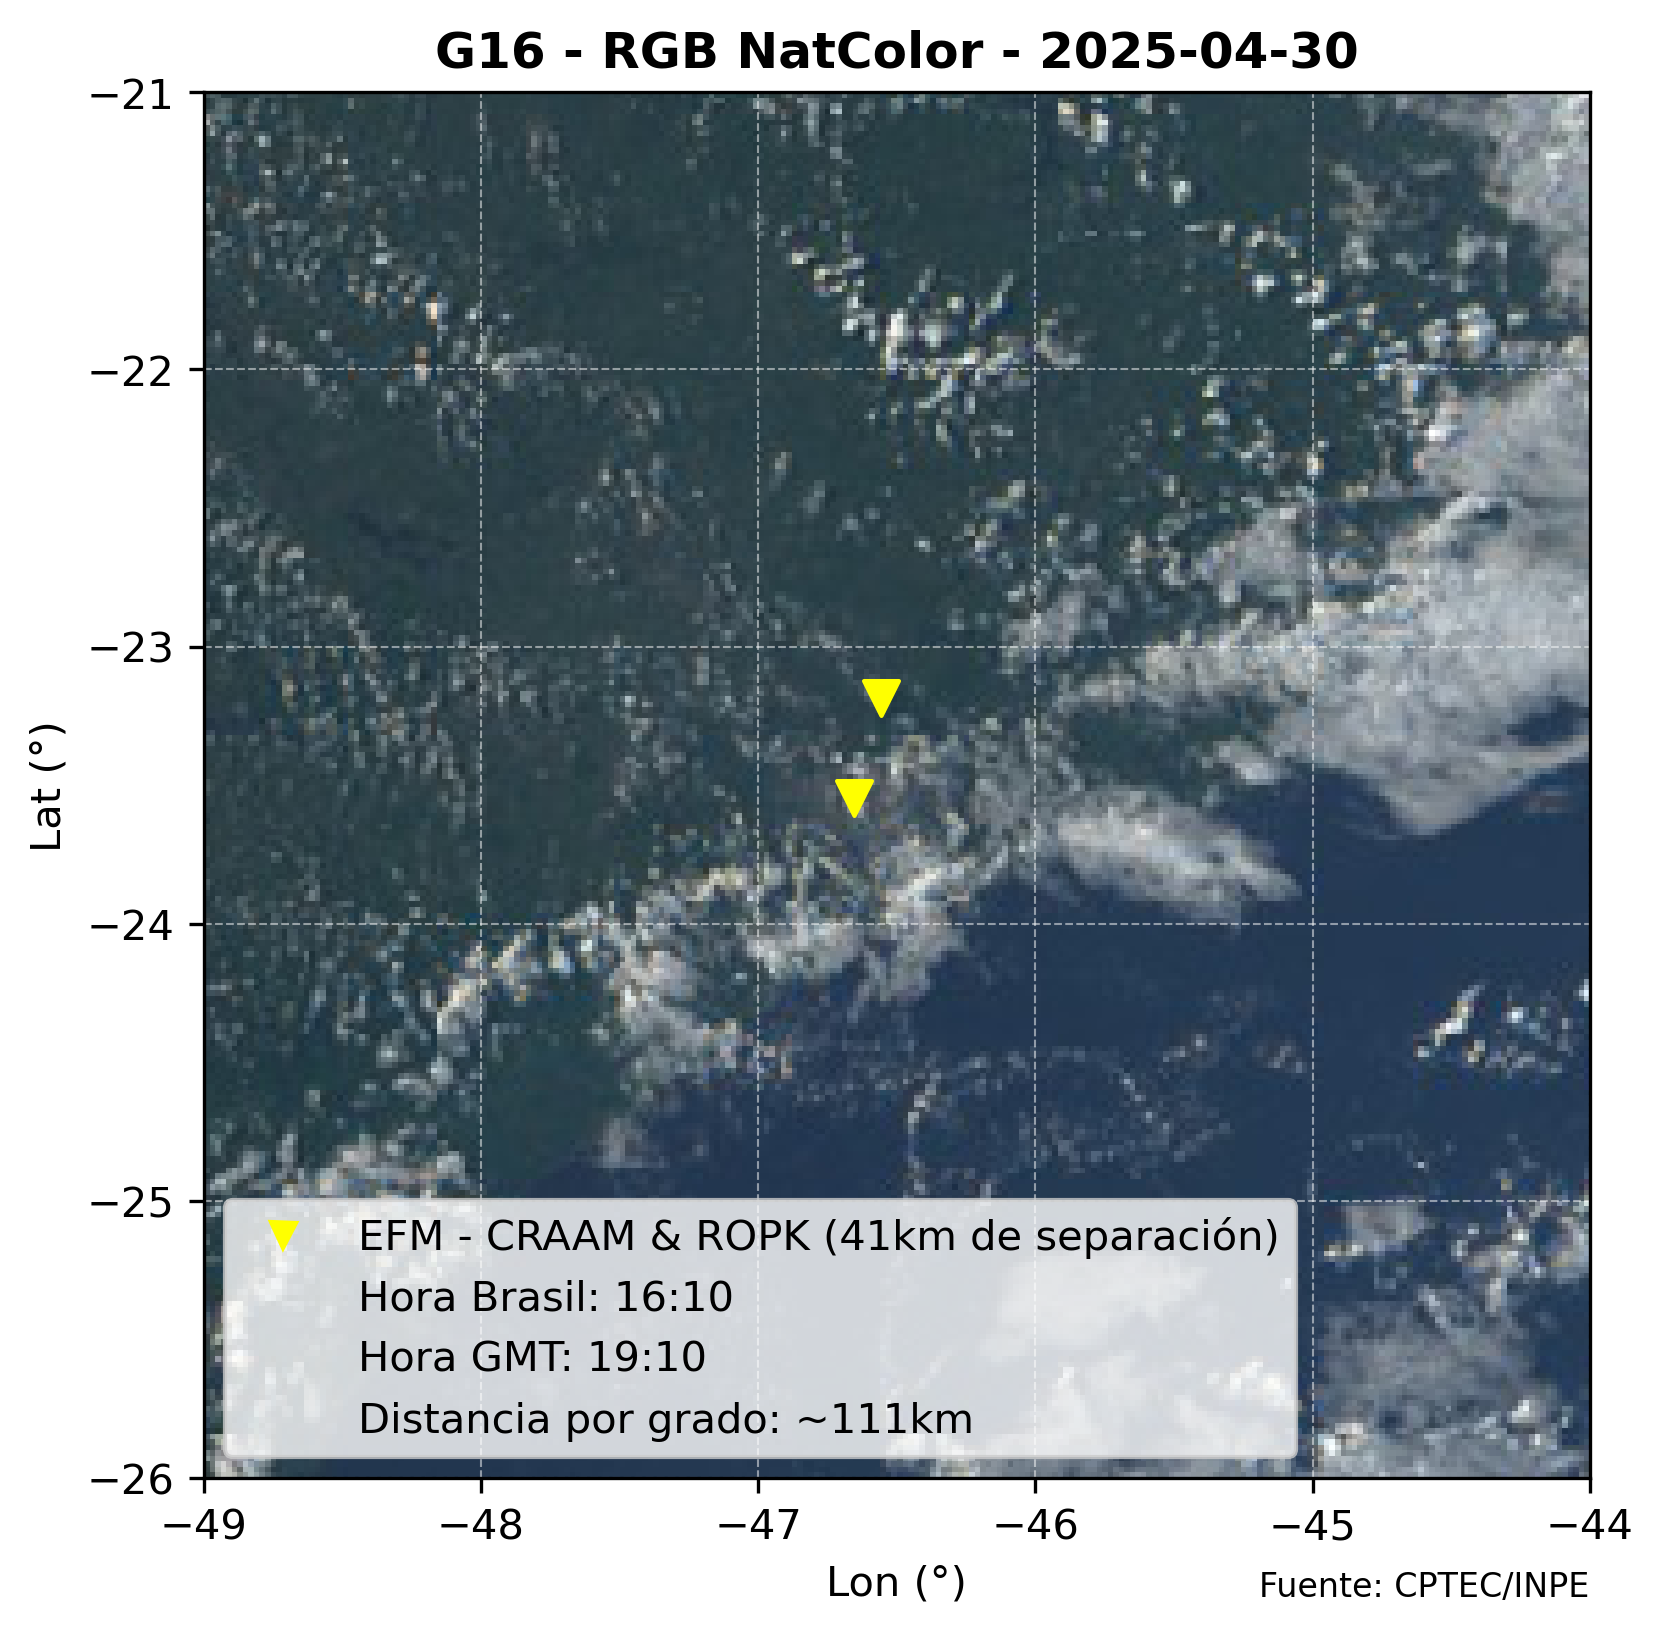 G16 - RGB NatColor - 2025-04-30
−21
−22
−23
−24
−25
−26
Lat (°)
EFM - CRAAM & ROPK (41km de separación)
Hora Brasil: 16:10
Hora GMT: 19:10
Distancia por grado: ~111km
−49 −48 −47 −46 −45 −44
Lon (°)
Fuente: CPTEC/INPE